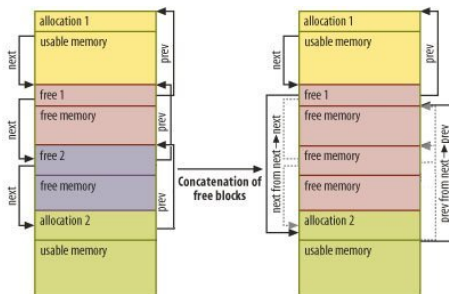 allocation 1
usable memory
next
prev
free 1
free memory
next
prev
free 2
free memory
next
prev
allocation 2
usable memory
Concatenation of
free blocks
allocation 1
usable memory
next
prev
free 1
free memory
next from next → next
free memory
free memory
prev from next → prev
allocation 2
usable memory